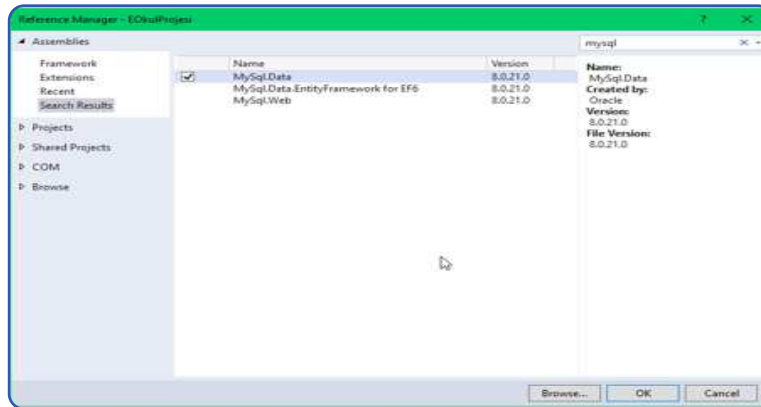 Reference Manager - EOkulProjesi
Assemblies
mysql
Framework
Extensions
Recent
Search Results
Projects
Shared Projects
COM
Browse
Name Version
MySql.Data 8.0.21.0
MySql.Data.EntityFramework for EF6 8.0.21.0
MySql.Web 8.0.21.0
Name:
MySql.Data
Created by:
Oracle
Version:
8.0.21.0
File Version:
8.0.21.0
Browse... OK Cancel